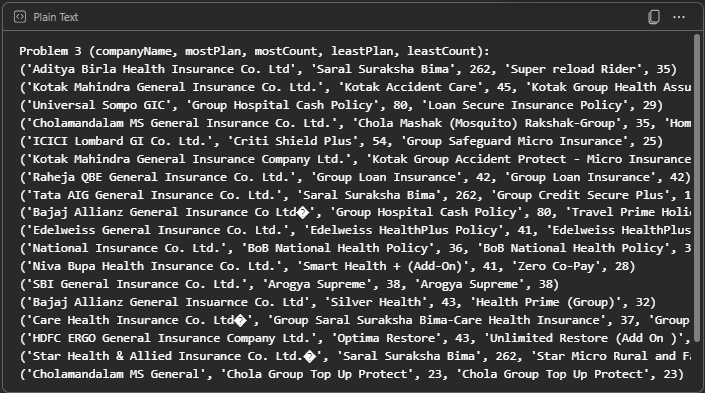 Plain Text
Problem 3 (companyName, mostPlan, mostCount, leastPlan, leastCount):
('Aditya Birla Health Insurance Co. Ltd', 'Saral Suraksha Bima', 262, 'Super reload Rider', 35)
('Kotak Mahindra General Insurance Co. Ltd.', 'Kotak Accident Care', 45, 'Kotak Group Health Assu
('Universal Sompo GIC', 'Group Hospital Cash Policy', 80, 'Loan Secure Insurance Policy', 29)
('Cholamandalam MS General Insurance Co. Ltd.', 'Chola Mashak (Mosquito) Rakshak-Group', 35, 'Hom
('ICICI Lombard GI Co. Ltd.', 'Criti Shield Plus', 54, 'Group Safeguard Micro Insurance', 25)
('Kotak Mahindra General Insurance Company Ltd.', 'Kotak Group Accident Protect - Micro Insurance
('Raheja QBE General Insurance Co. Ltd.', 'Group Loan Insurance', 42, 'Group Loan Insurance', 42)
('Tata AIG General Insurance Co. Ltd.', 'Saral Suraksha Bima', 262, 'Group Credit Secure Plus', 1
('Bajaj Allianz General Insurance Co Ltd�', 'Group Hospital Cash Policy', 80, 'Travel Prime Holi
('Edelweiss General Insurance Co. Ltd.', 'Edelweiss HealthPlus Policy', 41, 'Edelweiss HealthPlus
('National Insurance Co. Ltd.', 'BoB National Health Policy', 36, 'BoB National Health Policy', 3
('Niva Bupa Health Insurance Co. Ltd.', 'Smart Health + (Add-On)', 41, 'Zero Co-Pay', 28)
('SBI General Insurance Co. Ltd.', 'Arogya Supreme', 38, 'Arogya Supreme', 38)
('Bajaj Allianz General Insuarnce Co. Ltd', 'Silver Health', 43, 'Health Prime (Group)', 32)
('Care Health Insurance Co. Ltd�', 'Group Saral Suraksha Bima-Care Health Insurance', 37, 'Group
('HDFC ERGO General Insurance Company Ltd.', 'Optima Restore', 43, 'Unlimited Restore (Add On )',
('Star Health & Allied Insurance Co. Ltd.�', 'Saral Suraksha Bima', 262, 'Star Micro Rural and Fa
('Cholamandalam MS General', 'Chola Group Top Up Protect', 23, 'Chola Group Top Up Protect', 23)